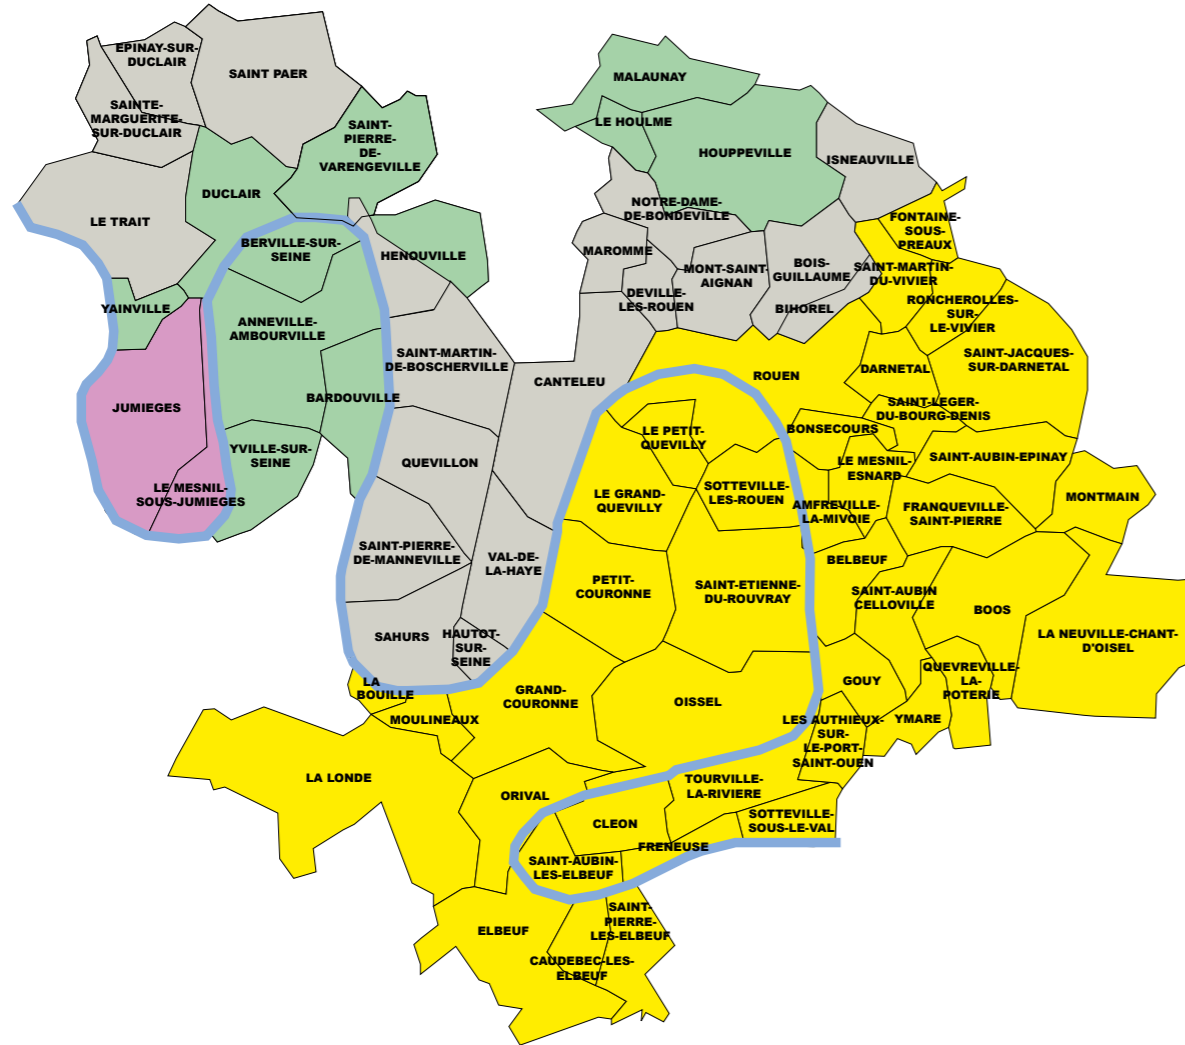 EPINAY-SUR-
DUCLAIR
SAINT PAER
SAINTE-
MARGUERITE-
SUR-DUCLAIR
SAINT-
PIERRE-
DE-
VARENGEVILLE
DUCLAIR
LE TRAIT
BERVILLE-SUR-
SEINE
HENOUVILLE
YAINVILLE
ANNEVILLE-
AMBOURVILLE
JUMIEGES
BARDOUVILLE
SAINT-MARTIN-
DE-BOSCHERVILLE
YVILLE-SUR-
SEINE
LE MESNIL-
SOUS-JUMIEGES
QUEVILLON
SAINT-PIERRE-
DE-MANNEVILLE
VAL-DE-
LA-HAYE
SAHURS
HAUTOT-
SUR-
SEINE
MALAUNAY
LE HOULME
HOUPPEVILLE
ISNEAUVILLE
NOTRE-DAME-
DE-BONDEVILLE
MAROMME
MONT-SAINT-
AIGNAN
BOIS-
GUILLAUME
DEVILLE-
LES-ROUEN
BIHOREL
FONTAINE-
SOUS-
PREAUX
SAINT-MARTIN-
DU-VIVIER
RONCHEROLLES-
SUR-
LE-VIVIER
CANTELEU
ROUEN
DARNETAL
SAINT-JACQUES-
SUR-DARNETAL
SAINT-LEGER-
DU-BOURG-DENIS
LE PETIT-
QUEVILLY
BONSECOURS
LE MESNIL-
ESNARD
SAINT-AUBIN-EPINAY
SOTTEVILLE-
LES-ROUEN
LE GRAND-
QUEVILLY
AMFREVILLE-
LA-MIVOIE
FRANQUEVILLE-
SAINT-PIERRE
MONTMAIN
BELBEUF
PETIT-
COURONNE
SAINT-ETIENNE-
DU-ROUVRAY
SAINT-AUBIN
CELLOVILLE
BOOS
LA NEUVILLE-CHANT-
D'OISEL
QUEVREVILLE-
LA-
POTERIE
GOUY
LA
BOUILLE
GRAND-
COURONNE
OISSEL
MOULINEAUX
LES AUTHIEUX-
SUR-
LE-PORT-
SAINT-OUEN
YMARE
LA LONDE
ORIVAL
TOURVILLE-
LA-RIVIERE
CLEON
SOTTEVILLE-
SOUS-LE-VAL
FRENEUSE
SAINT-AUBIN-
LES-ELBEUF
ELBEUF
SAINT-
PIERRE-
LES-ELBEUF
CAUDEBEC-LES-
ELBEUF